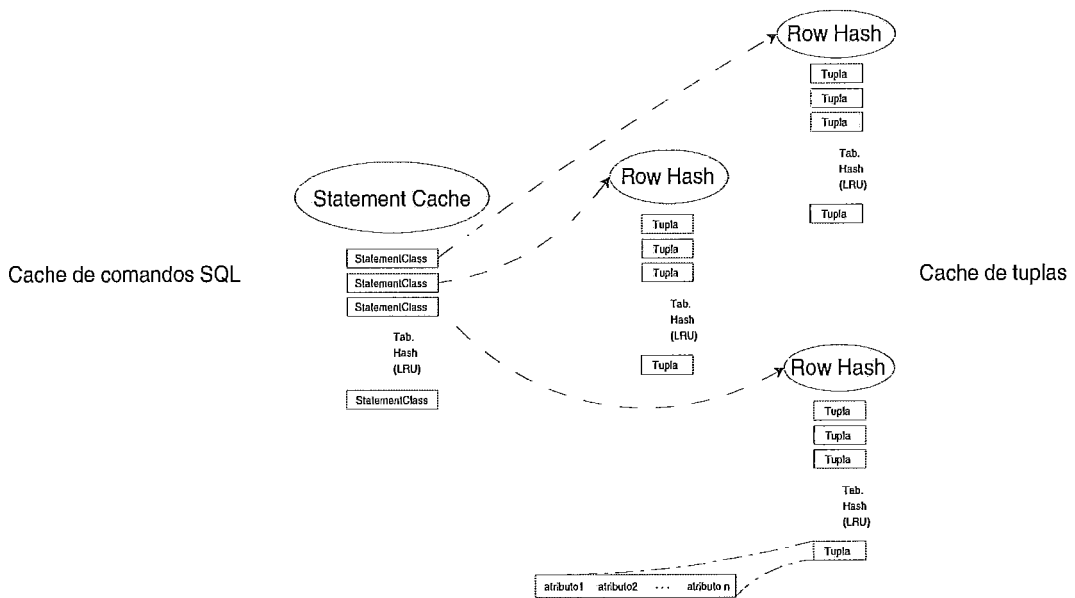 Row Hash
Tupla
Tupla
Tupla
Tab.
Hash
(LRU)
Tupla
Row Hash
Tupla
Tupla
Tupla
Tab.
Hash
(LRU)
Tupla
Statement Cache
StatementClass
StatementClass
StatementClass
Tab.
Hash
(LRU)
StatementClass
Cache de comandos SQL
Cache de tuplas
Row Hash
Tupla
Tupla
Tupla
Tab.
Hash
(LRU)
Tupla
atributo1 atributo2 ... atributo n